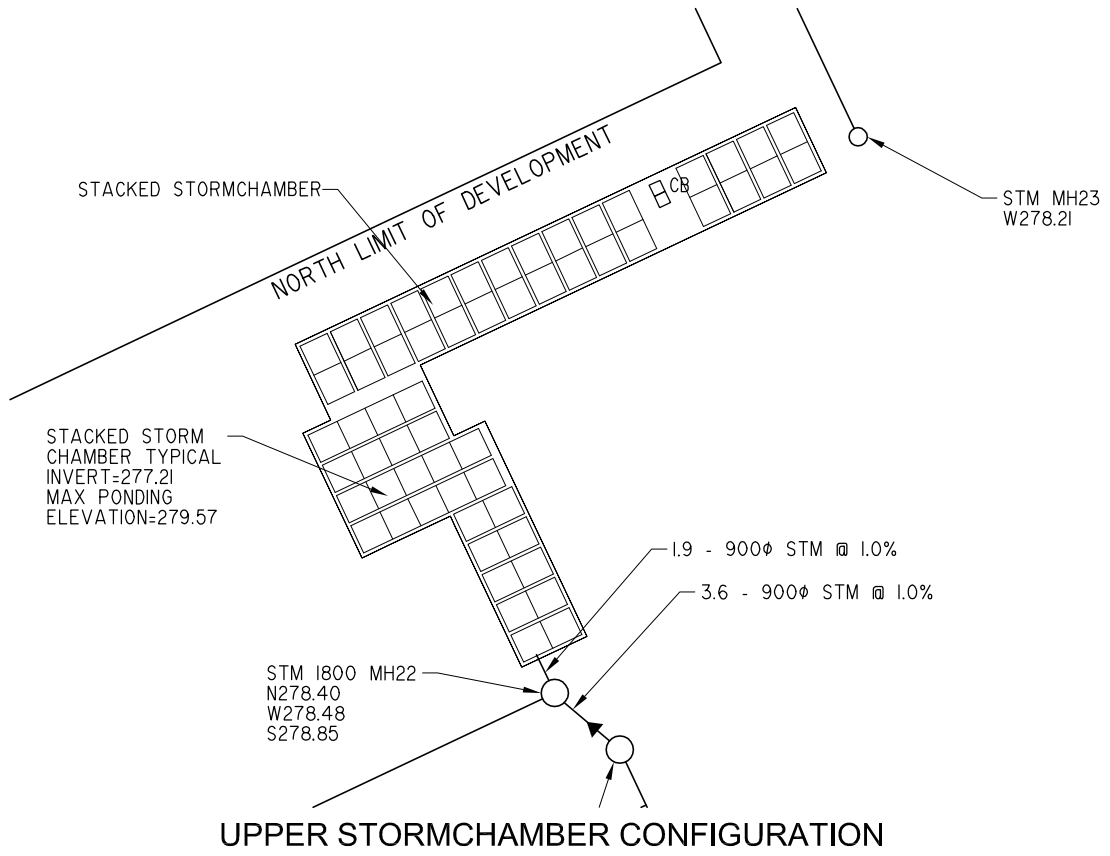 NORTH LIMIT OF DEVELOPMENT
STACKED STORMCHAMBER
CB
STM MH23
W278.21
STACKED STORM
CHAMBER TYPICAL
INVERT=277.21
MAX PONDING
ELEVATION=279.57
1.9 - 900φ STM @ 1.0%
3.6 - 900φ STM @ 1.0%
STM 1800 MH22
N278.40
W278.48
S278.85
UPPER STORMCHAMBER CONFIGURATION